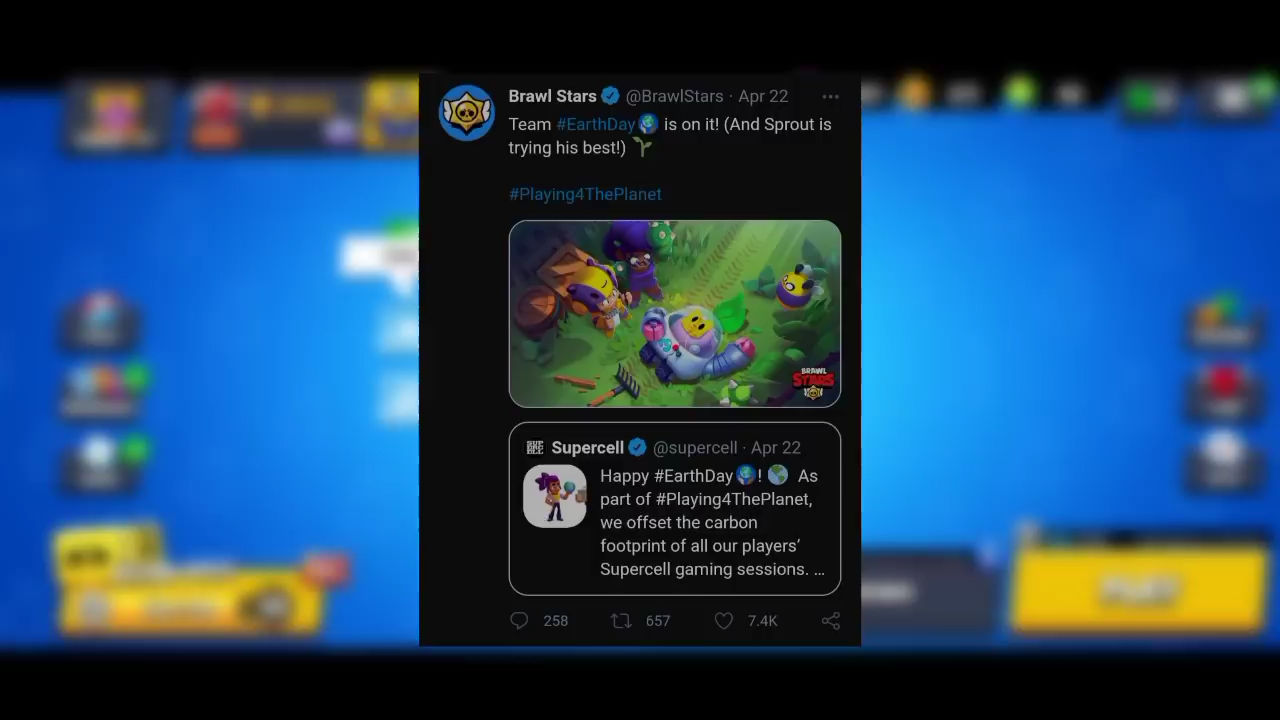 Brawl Stars @BrawlStars · Apr 22
Team #EarthDay🌎 is on it! (And Sprout is
trying his best!) 🌱
#Playing4ThePlanet
BRAWL
STARS
Supercell @supercell · Apr 22
Happy #EarthDay🌎! 🌎 As
part of #Playing4ThePlanet,
we offset the carbon
footprint of all our players’
Supercell gaming sessions. ...
258 657 7.4K
PLAY